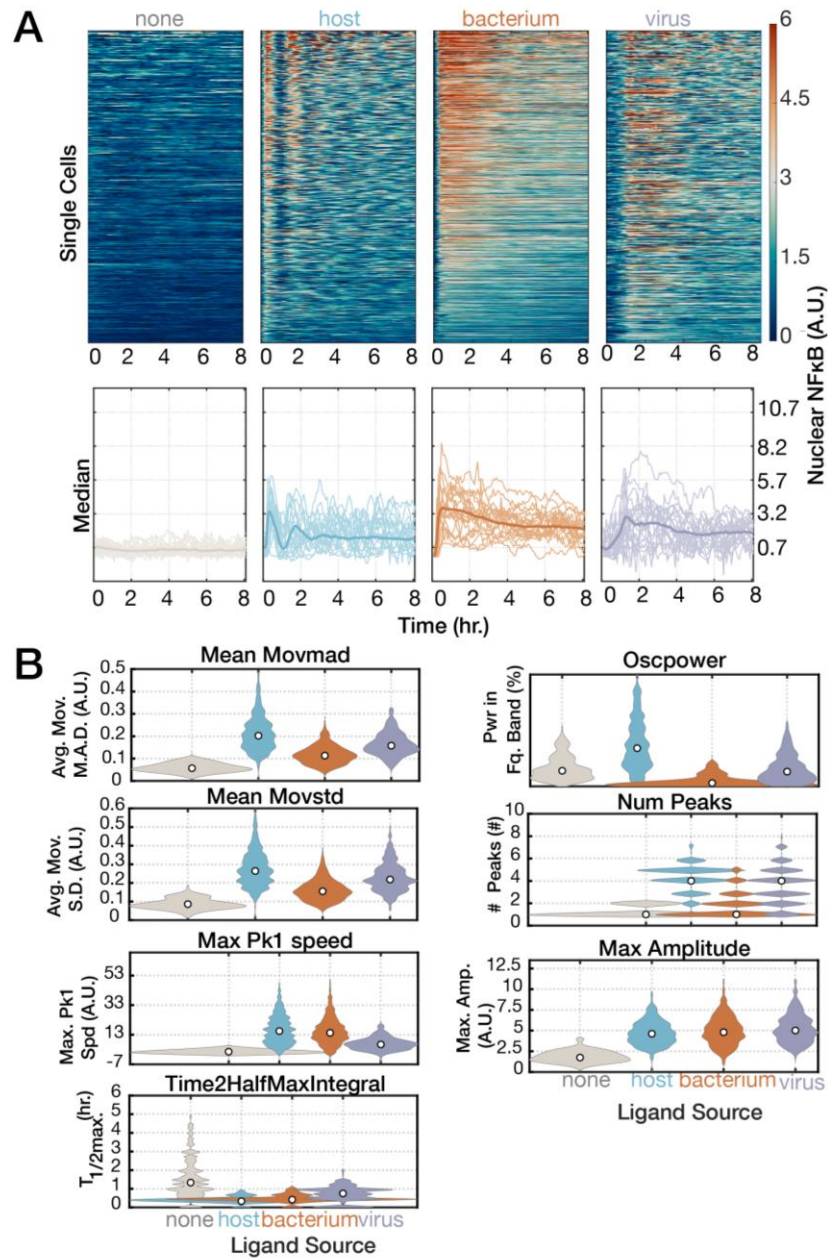 A
none host bacterium virus
6
4.5
3
1.5
0
Single Cells
Nuclear NFκB (A.U.)
0 2 4 6 8 0 2 4 6 8 0 2 4 6 8 0 2 4 6 8
Median
10.7
8.2
5.7
3.2
0.7
0 2 4 6 8 0 2 4 6 8 0 2 4 6 8 0 2 4 6 8
Time (hr.)
B
Mean Movmad
Avg. Mov.
M.A.D. (A.U.)
0.5
0.4
0.3
0.2
0.1
0
Mean Movstd
Avg. Mov.
S.D. (A.U.)
0.6
0.4
0.3
0.2
0.1
0
Max Pk1 speed
Max. Pk1
Spd (A.U.)
53
33
13
-7
Time2HalfMaxIntegral
T1/2max. (hr.)
6
5
4
3
2
1
0
none host bacterium virus
Ligand Source
Oscpower
Pwr in
Fq. Band (%)
Num Peaks
# Peaks (#)
10
8
6
4
2
0
Max Amplitude
Max. Amp.
(A.U.)
12.5
10
7.5
5
2.5
0
none host bacterium virus
Ligand Source